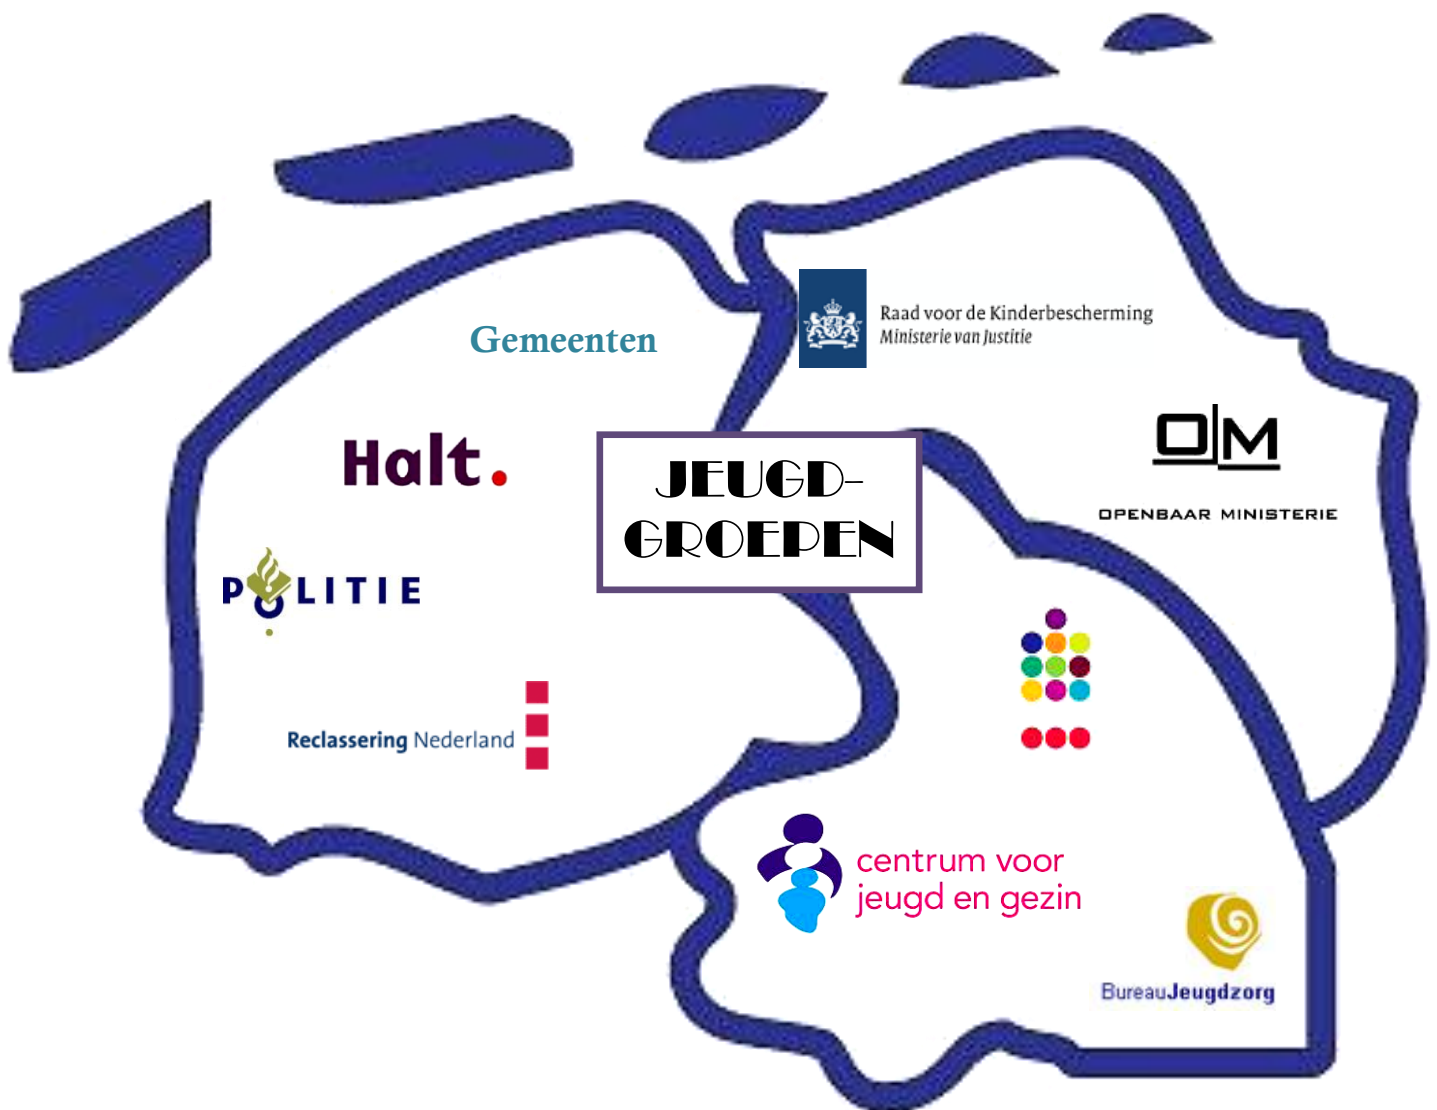 Gemeenten
Raad voor de Kinderbescherming
Ministerie van Justitie
Halt.
OM
OPENBAAR MINISTERIE
JEUGD-
GROEPEN
POLITIE
Reclassering Nederland
centrum voor
jeugd en gezin
BureauJeugdzorg